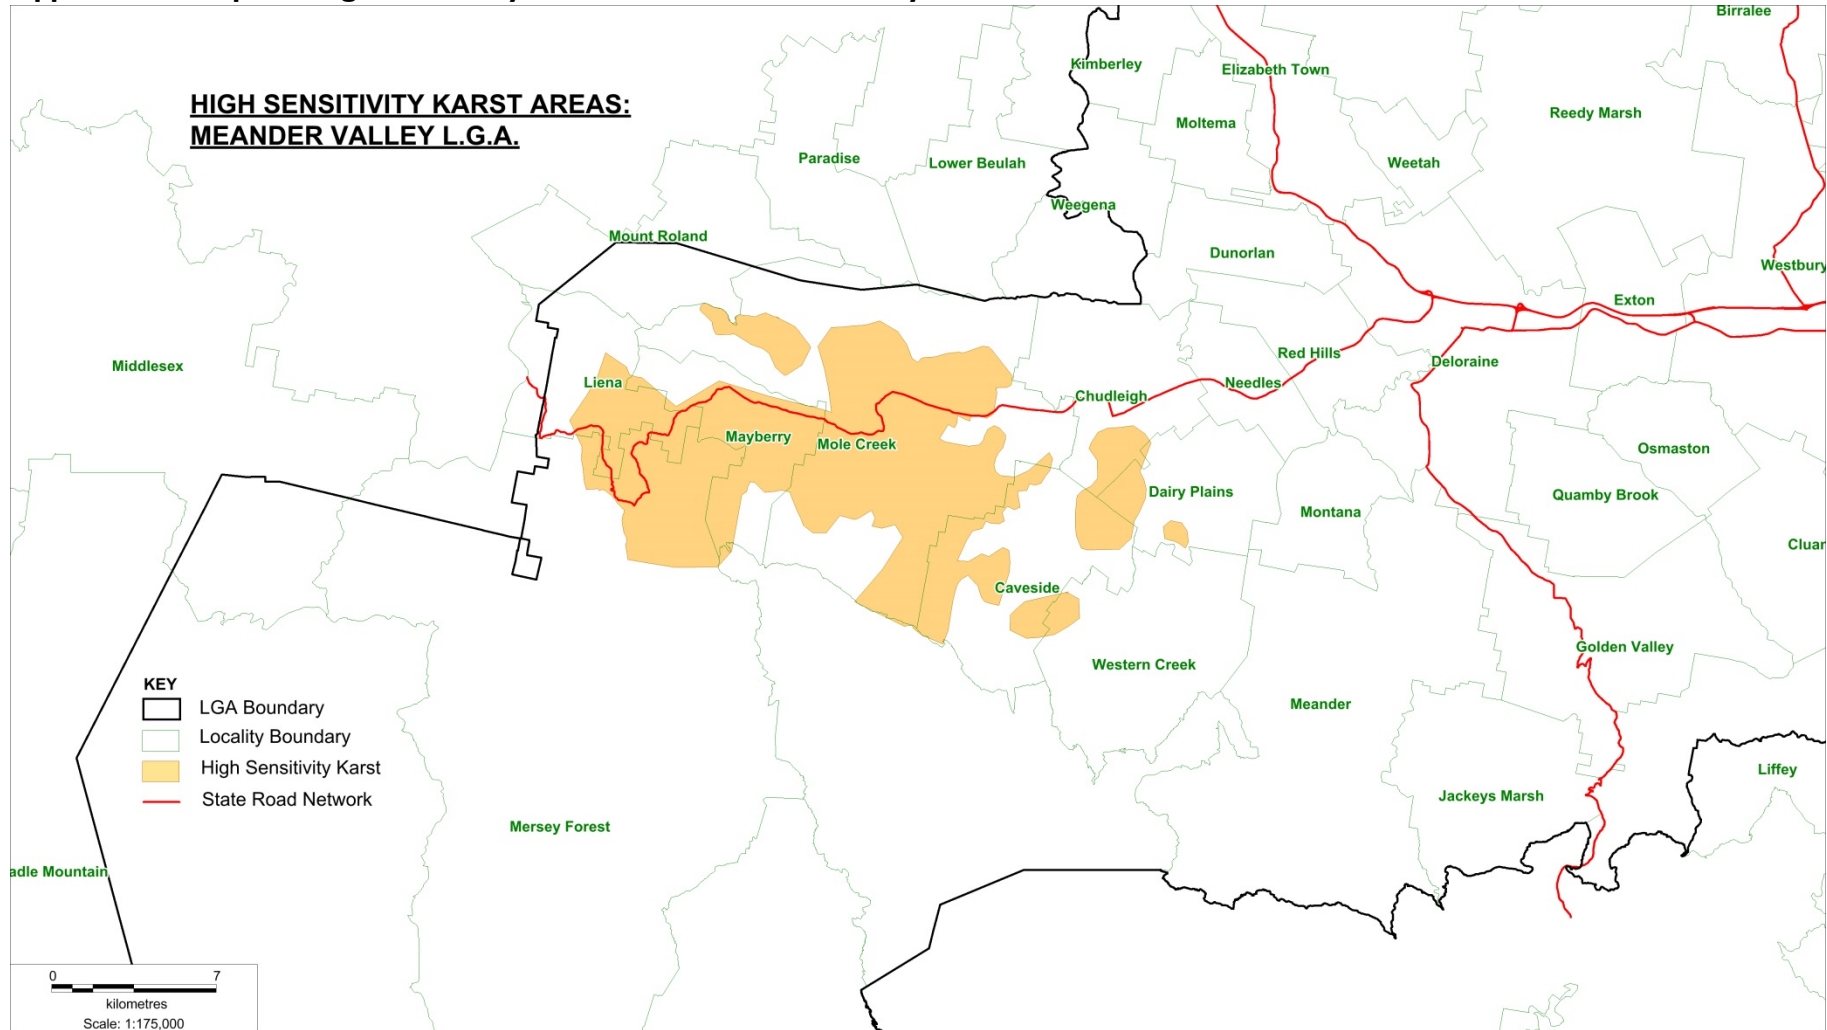 HIGH SENSITIVITY KARST AREAS:
MEANDER VALLEY L.G.A.
Birralee
Kimberley
Elizabeth Town
Reedy Marsh
Moltema
Paradise
Lower Beulah
Weetah
Weegena
Mount Roland
Dunorlan
Westbury
Exton
Middlesex
Liena
Red Hills
Deloraine
Needles
Chudleigh
Mayberry
Mole Creek
Osmaston
Dairy Plains
Quamby Brook
Montana
Cluan
Caveside
Golden Valley
Western Creek
Meander
KEY
LGA Boundary
Locality Boundary
High Sensitivity Karst
State Road Network
Liffey
Jackeys Marsh
Mersey Forest
adle Mountain
0 7
kilometres
Scale: 1:175,000